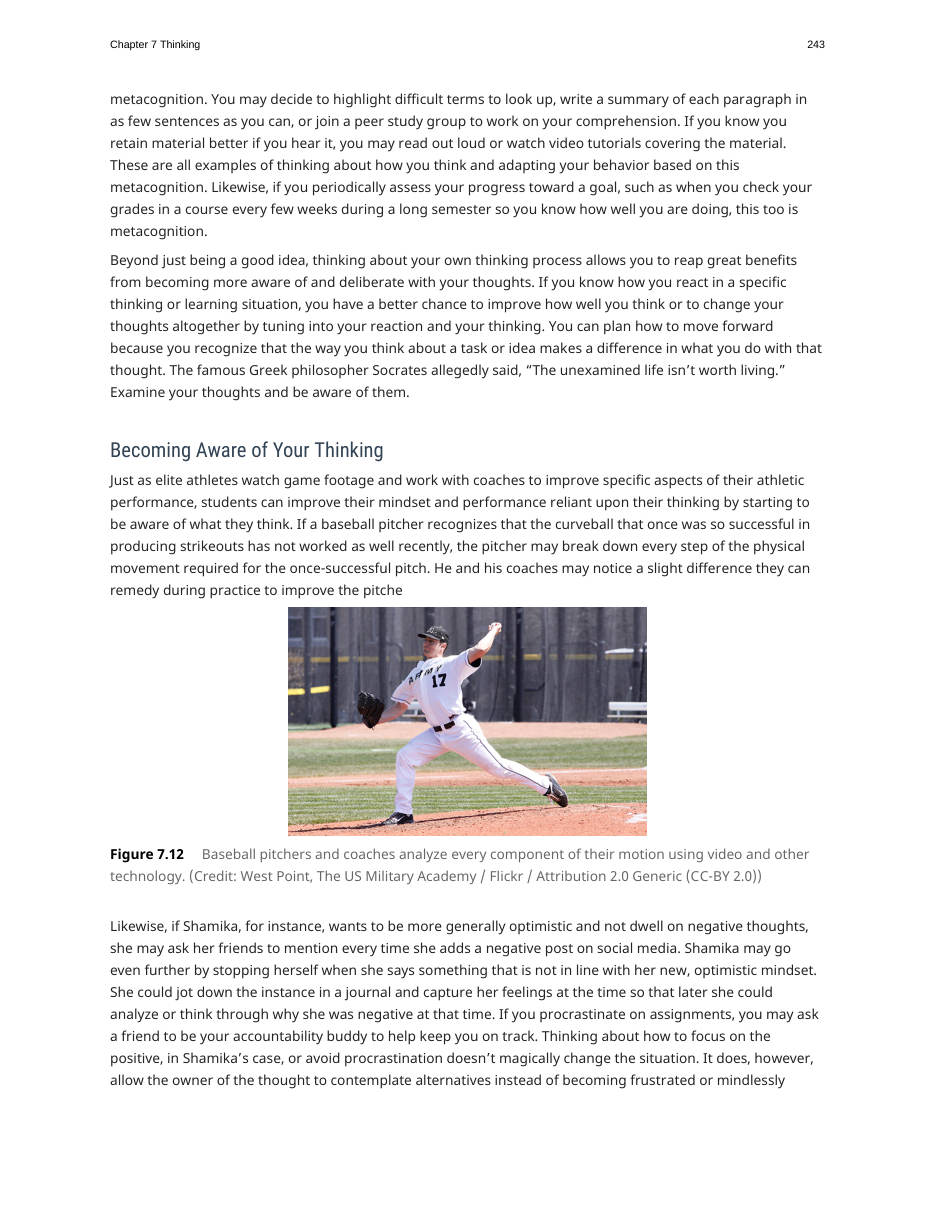 Chapter 7 Thinking 243
metacognition. You may decide to highlight difficult terms to look up, write a summary of each paragraph in
as few sentences as you can, or join a peer study group to work on your comprehension. If you know you
retain material better if you hear it, you may read out loud or watch video tutorials covering the material.
These are all examples of thinking about how you think and adapting your behavior based on this
metacognition. Likewise, if you periodically assess your progress toward a goal, such as when you check your
grades in a course every few weeks during a long semester so you know how well you are doing, this too is
metacognition.
Beyond just being a good idea, thinking about your own thinking process allows you to reap great benefits
from becoming more aware of and deliberate with your thoughts. If you know how you react in a specific
thinking or learning situation, you have a better chance to improve how well you think or to change your
thoughts altogether by tuning into your reaction and your thinking. You can plan how to move forward
because you recognize that the way you think about a task or idea makes a difference in what you do with that
thought. The famous Greek philosopher Socrates allegedly said, “The unexamined life isn’t worth living.”
Examine your thoughts and be aware of them.
Becoming Aware of Your Thinking
Just as elite athletes watch game footage and work with coaches to improve specific aspects of their athletic
performance, students can improve their mindset and performance reliant upon their thinking by starting to
be aware of what they think. If a baseball pitcher recognizes that the curveball that once was so successful in
producing strikeouts has not worked as well recently, the pitcher may break down every step of the physical
movement required for the once-successful pitch. He and his coaches may notice a slight difference they can
remedy during practice to improve the pitche
ARMY
17
Figure 7.12 Baseball pitchers and coaches analyze every component of their motion using video and other
technology. (Credit: West Point, The US Military Academy / Flickr / Attribution 2.0 Generic (CC-BY 2.0))
Likewise, if Shamika, for instance, wants to be more generally optimistic and not dwell on negative thoughts,
she may ask her friends to mention every time she adds a negative post on social media. Shamika may go
even further by stopping herself when she says something that is not in line with her new, optimistic mindset.
She could jot down the instance in a journal and capture her feelings at the time so that later she could
analyze or think through why she was negative at that time. If you procrastinate on assignments, you may ask
a friend to be your accountability buddy to help keep you on track. Thinking about how to focus on the
positive, in Shamika’s case, or avoid procrastination doesn’t magically change the situation. It does, however,
allow the owner of the thought to contemplate alternatives instead of becoming frustrated or mindlessly